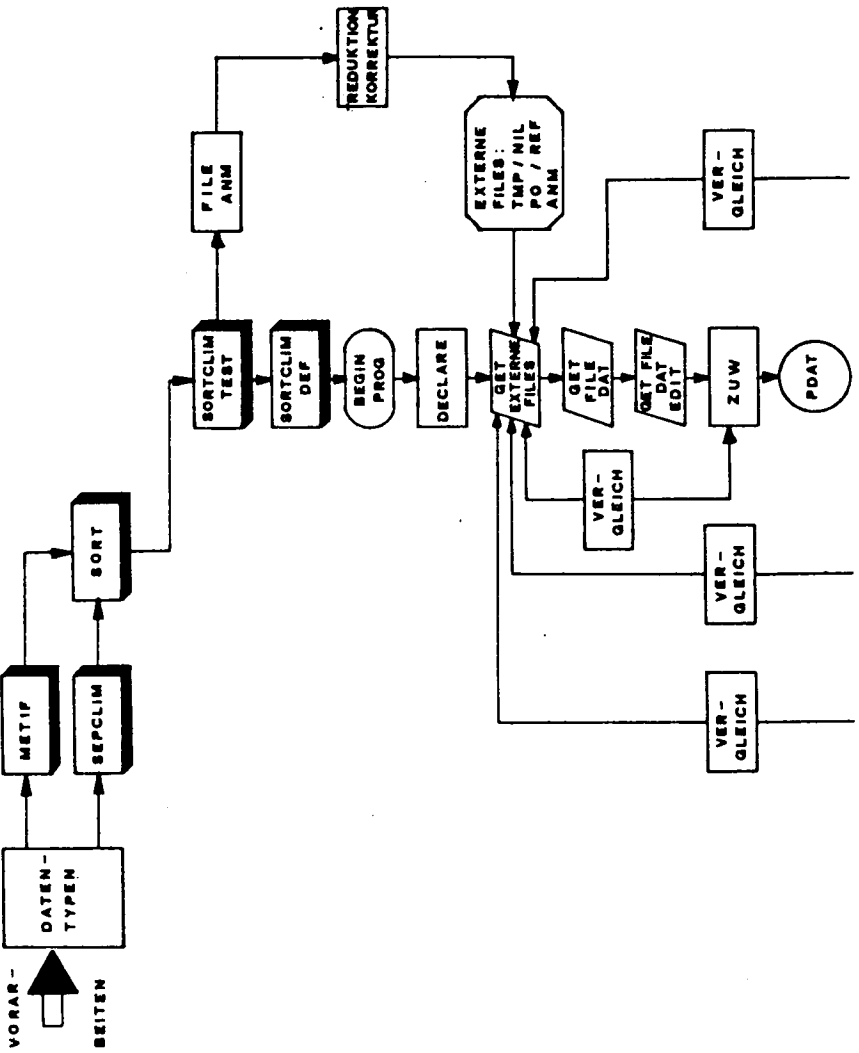 VORAR-
BEITEN
DATEN-
TYPEN
METIF
SEPCLIM
SORT
SORTCLIM
TEST
FILE
ANM
REDUKTION
KORREKTUR
EXTERNE
FILES:
TMP / NIL
PO / REF
ANM
SORTCLIM
DEF
BEGIN
PROG
DECLARE
GET
EXTERNE
FILES
GET
FILE
DAT
GET FILE
DAT
EDIT
ZUW
PDAT
VER-
GLEICH
VER-
GLEICH
VER-
GLEICH
VER-
GLEICH